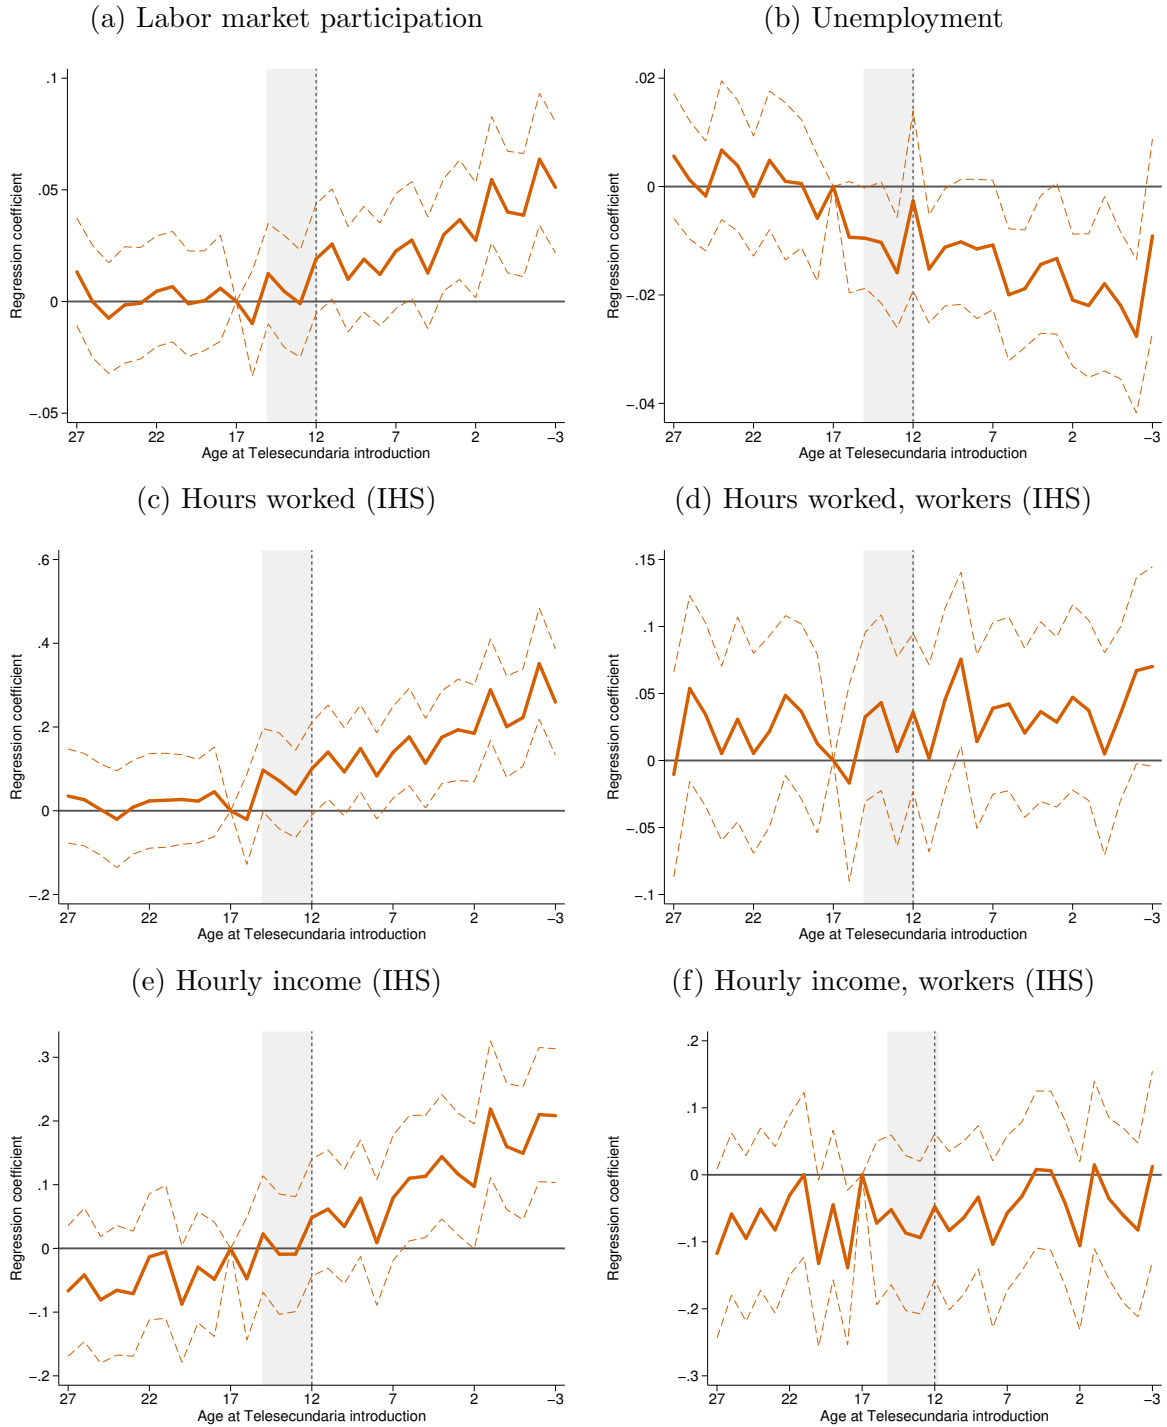 (a) Labor market participation
(b) Unemployment
.1
.05
0
−.05
Regression coefficient
27 22 17 12 7 2 −3
Age at Telesecundaria introduction
.02
0
−.02
−.04
Regression coefficient
27 22 17 12 7 2 −3
Age at Telesecundaria introduction
(c) Hours worked (IHS)
(d) Hours worked, workers (IHS)
.6
.4
.2
0
−.2
Regression coefficient
27 22 17 12 7 2 −3
Age at Telesecundaria introduction
.15
.1
.05
0
−.05
−.1
Regression coefficient
27 22 17 12 7 2 −3
Age at Telesecundaria introduction
(e) Hourly income (IHS)
(f) Hourly income, workers (IHS)
.3
.2
.1
0
−.1
−.2
Regression coefficient
27 22 17 12 7 2 −3
Age at Telesecundaria introduction
.2
.1
0
−.1
−.2
−.3
Regression coefficient
27 22 17 12 7 2 −3
Age at Telesecundaria introduction